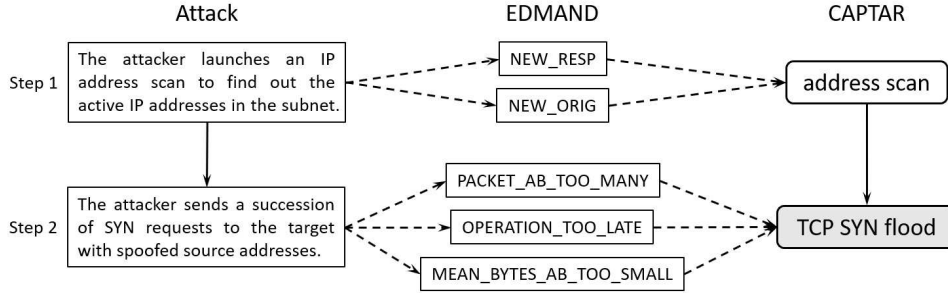 Attack EDMAND CAPTAR
Step 1
The attacker launches an IP
address scan to find out the
active IP addresses in the subnet.
NEW_RESP
NEW_ORIG
address scan
Step 2
The attacker sends a succession
of SYN requests to the target
with spoofed source addresses.
PACKET_AB_TOO_MANY
OPERATION_TOO_LATE
MEAN_BYTES_AB_TOO_SMALL
TCP SYN flood